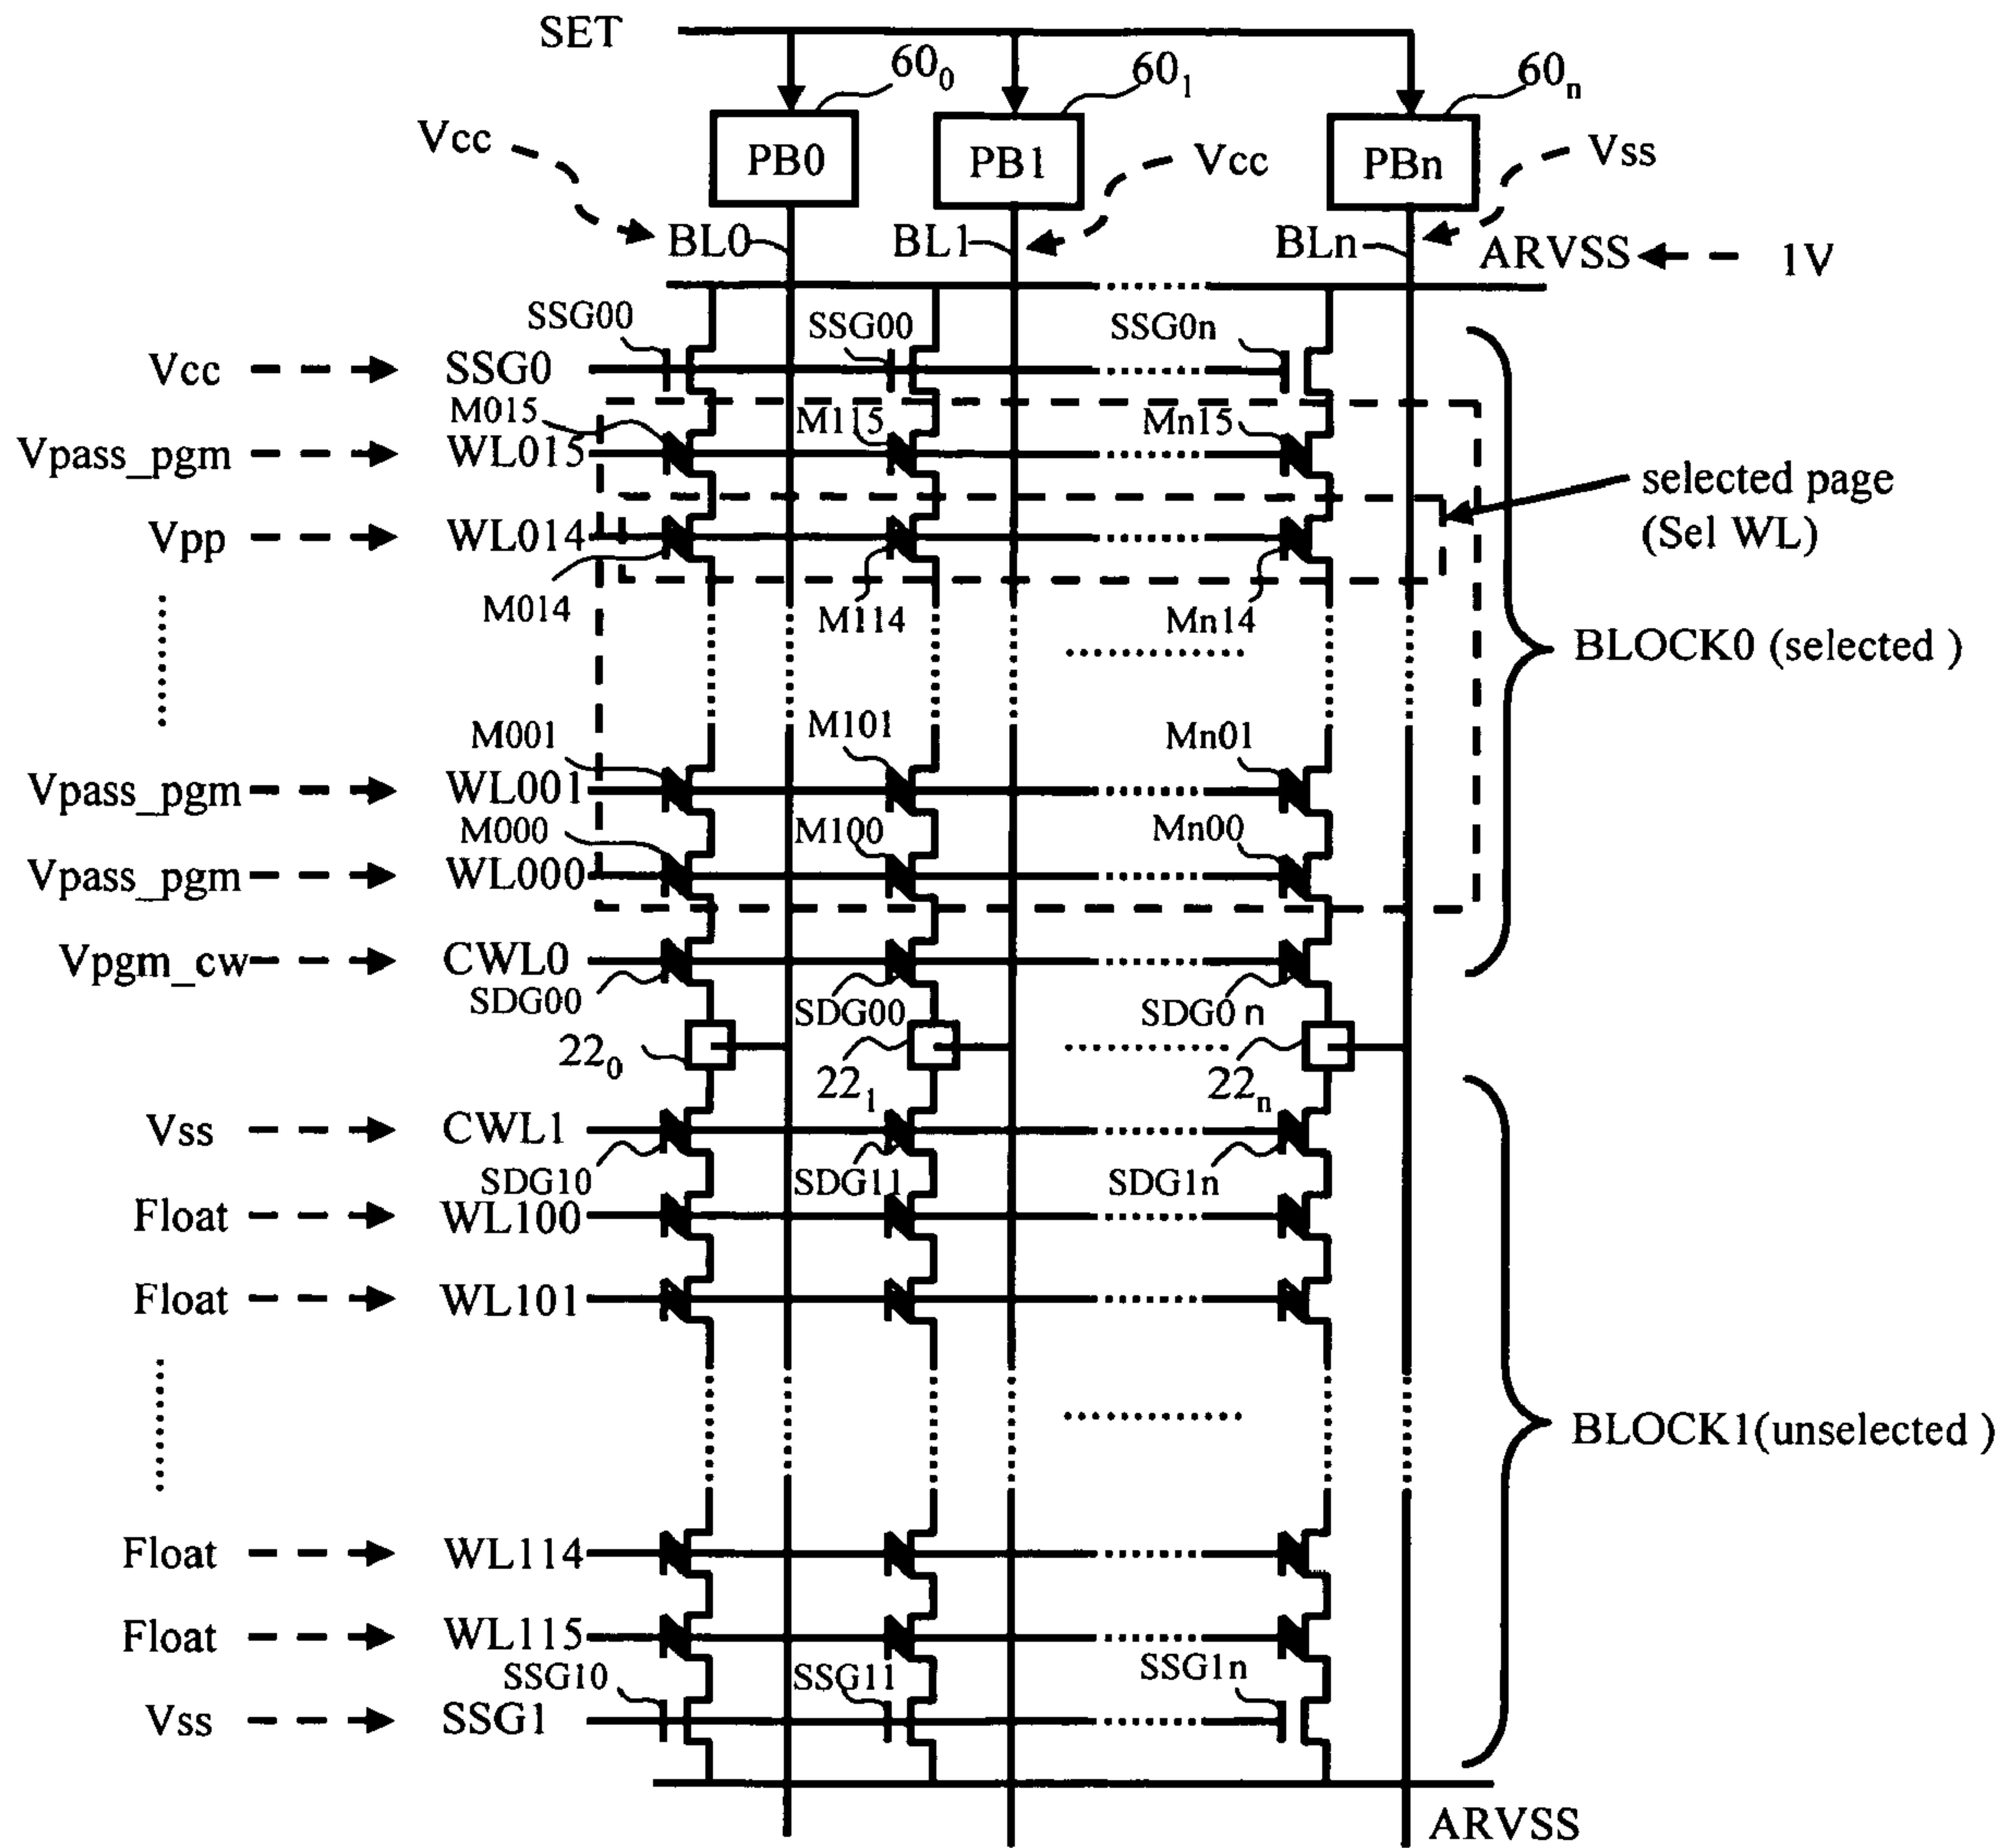 SET
60₀ 60₁ 60ₙ
Vcc PB0 PB1 Vcc PBn Vss
BL0 BL1 BLn ARVSS 1V
SSG00 SSG00 SSG0n
Vcc SSG0
M015 M115 Mn15
Vpass_pgm WL015
selected page
(Sel WL)
Vpp WL014
M014 M114 Mn14
BLOCK0 (selected )
M001 M101 Mn01
Vpass_pgm WL001
M000 M100 Mn00
Vpass_pgm WL000
Vpgm_cw CWL0
SDG00 SDG00 SDG0 n
22₀ 22₁ 22ₙ
Vss CWL1
SDG10 SDG11 SDG1n
Float WL100
Float WL101
BLOCK1(unselected )
Float WL114
Float WL115
SSG10 SSG11 SSG1n
Vss SSG1
ARVSS